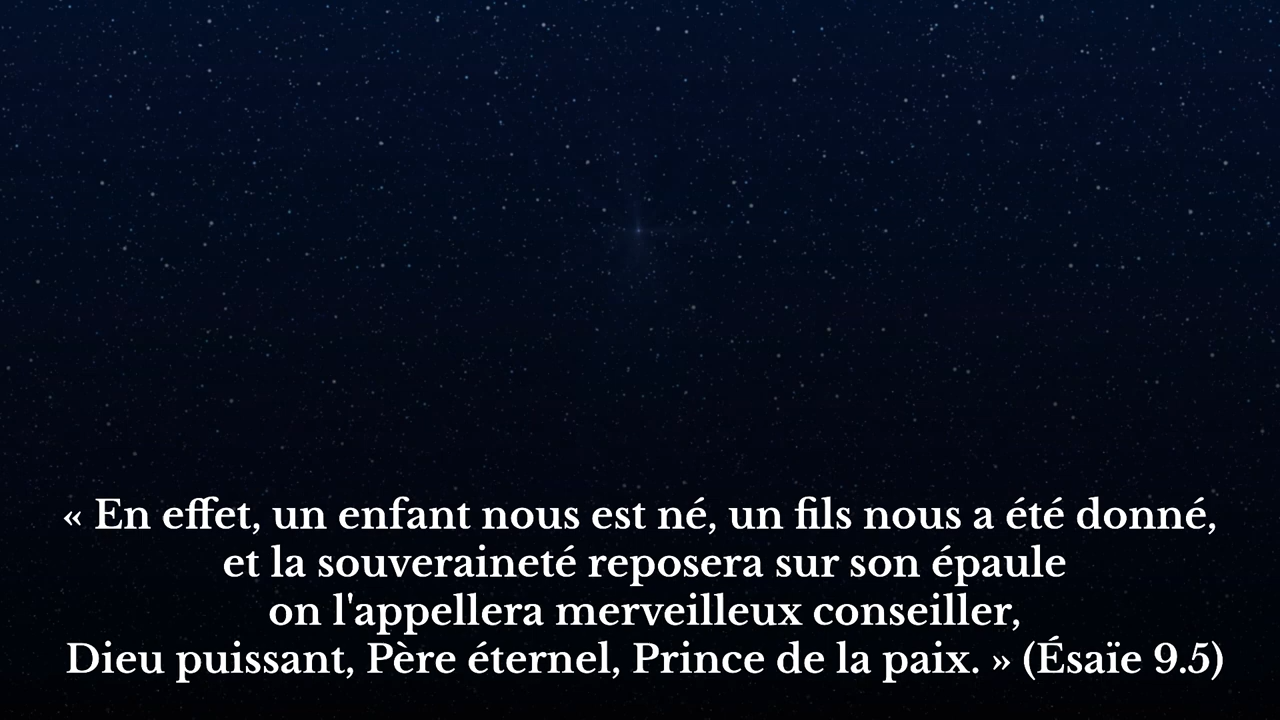 « En effet, un enfant nous est né, un fils nous a été donné,
et la souveraineté reposera sur son épaule
on l'appellera merveilleux conseiller,
Dieu puissant, Père éternel, Prince de la paix. » (Ésaïe 9.5)